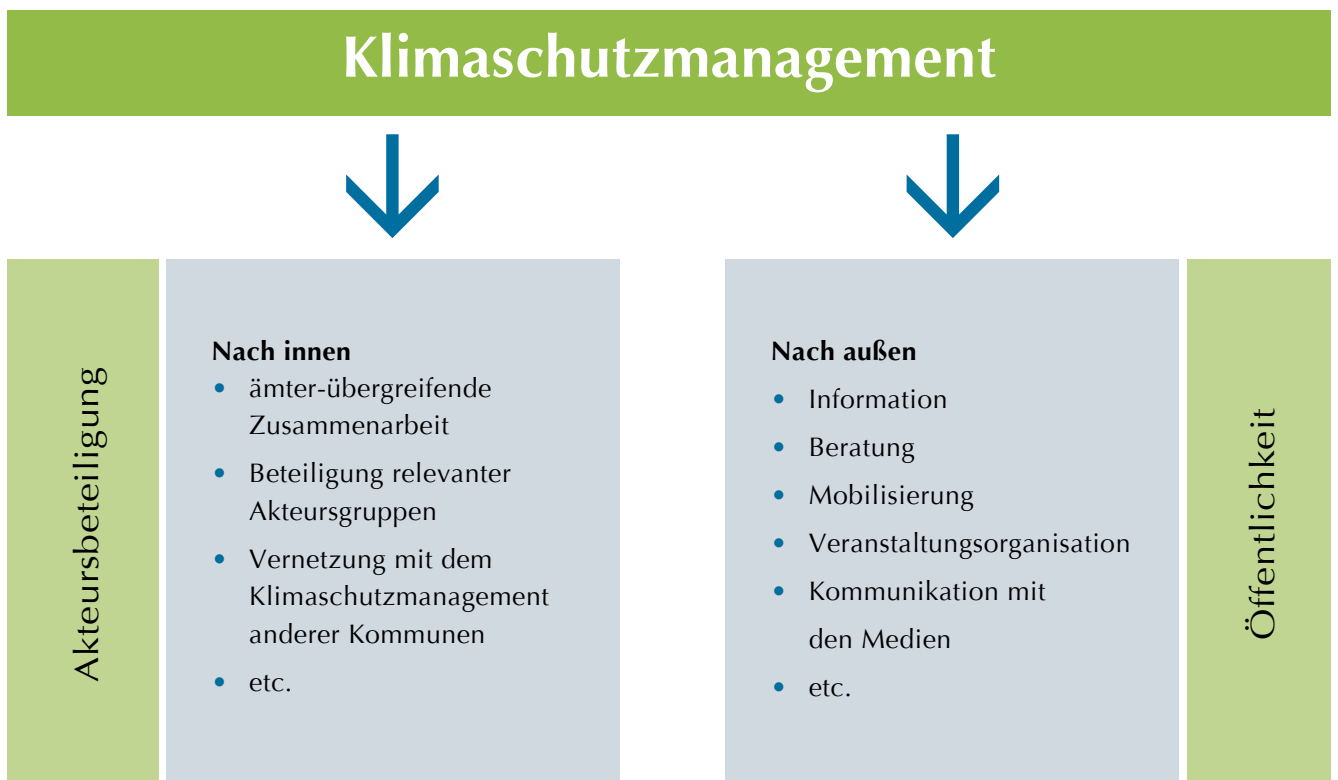 Klimaschutzmanagement
Akteursbeteiligung
Nach innen
• ämter-übergreifende
Zusammenarbeit
• Beteiligung relevanter
Akteursgruppen
• Vernetzung mit dem
Klimaschutzmanagement
anderer Kommunen
• etc.
Nach außen
• Information
• Beratung
• Mobilisierung
• Veranstaltungsorganisation
• Kommunikation mit
den Medien
• etc.
Öffentlichkeit